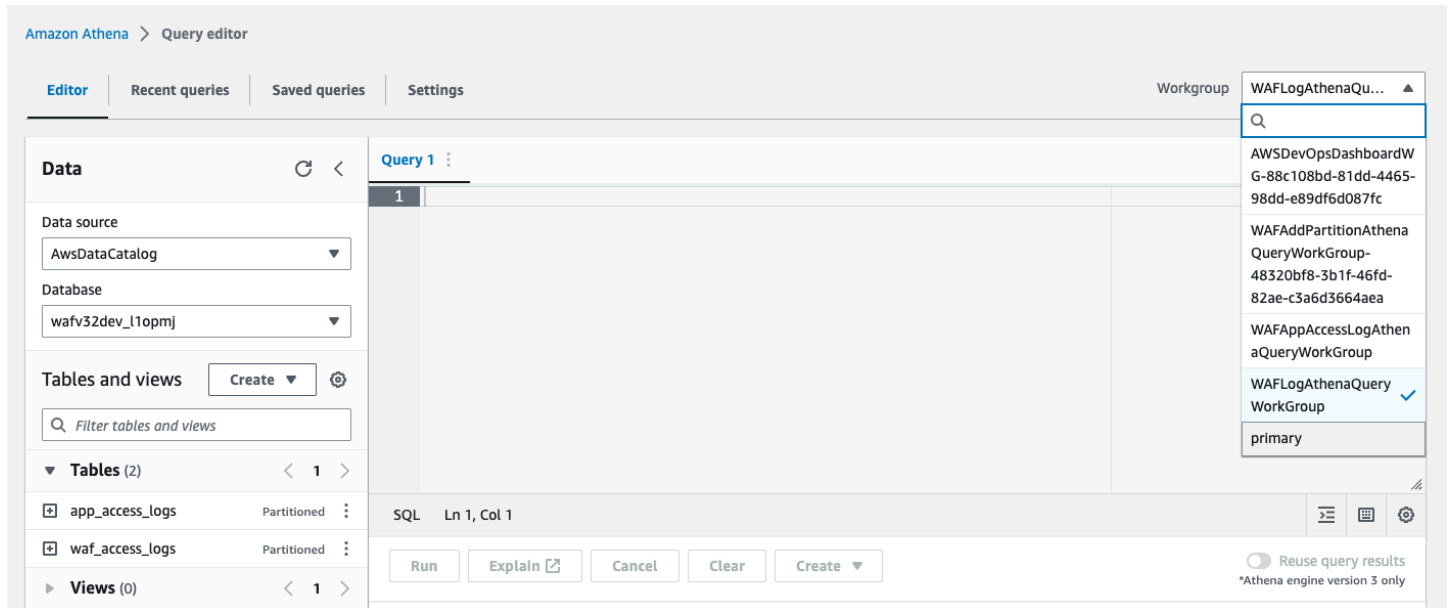 Amazon Athena > Query editor
Editor Recent queries Saved queries Settings Workgroup WAFLogAthenaQu...
AWSDevOpsDashboardW
G-88c108bd-81dd-4465-
98dd-e89df6d087fc
WAFAddPartitionAthena
QueryWorkGroup-
48320bf8-3b1f-46fd-
82ae-c3a6d3664aea
WAFAppAccessLogAthen
aQueryWorkGroup
WAFLogAthenaQuery
WorkGroup
primary
Data
Data source
AwsDataCatalog
Database
wafv32dev_l1opmj
Tables and views Create
Filter tables and views
Tables (2) < 1 >
app_access_logs Partitioned
waf_access_logs Partitioned
Views (0) < 1 >
Query 1
1
SQL Ln 1, Col 1
Run Explain Cancel Clear Create Reuse query results
*Athena engine version 3 only